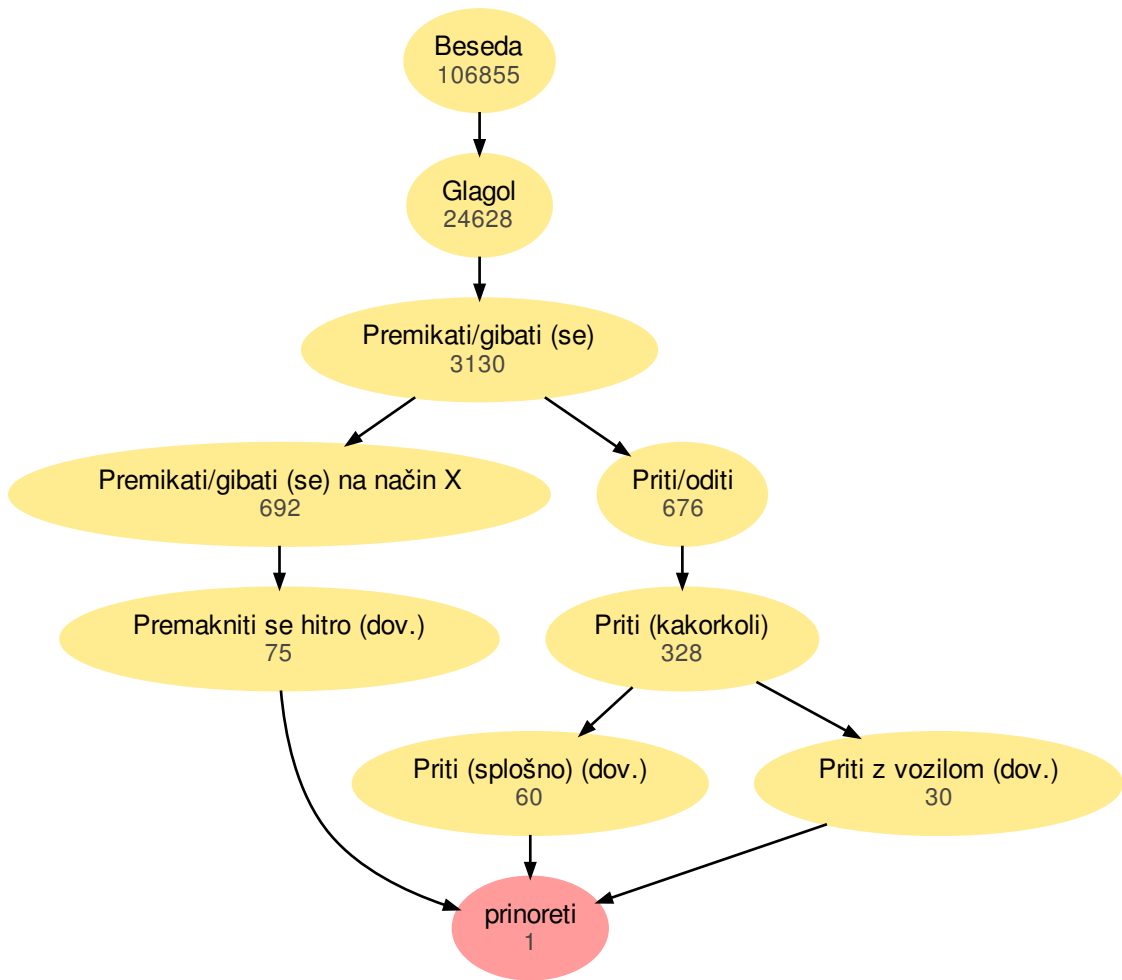 Beseda
106855
Glagol
24628
Premikati/gibati (se)
3130
Premikati/gibati (se) na način X
692
Priti/oditi
676
Premakniti se hitro (dov.)
75
Priti (kakorkoli)
328
Priti (splošno) (dov.)
60
Priti z vozilom (dov.)
30
prinoreti
1